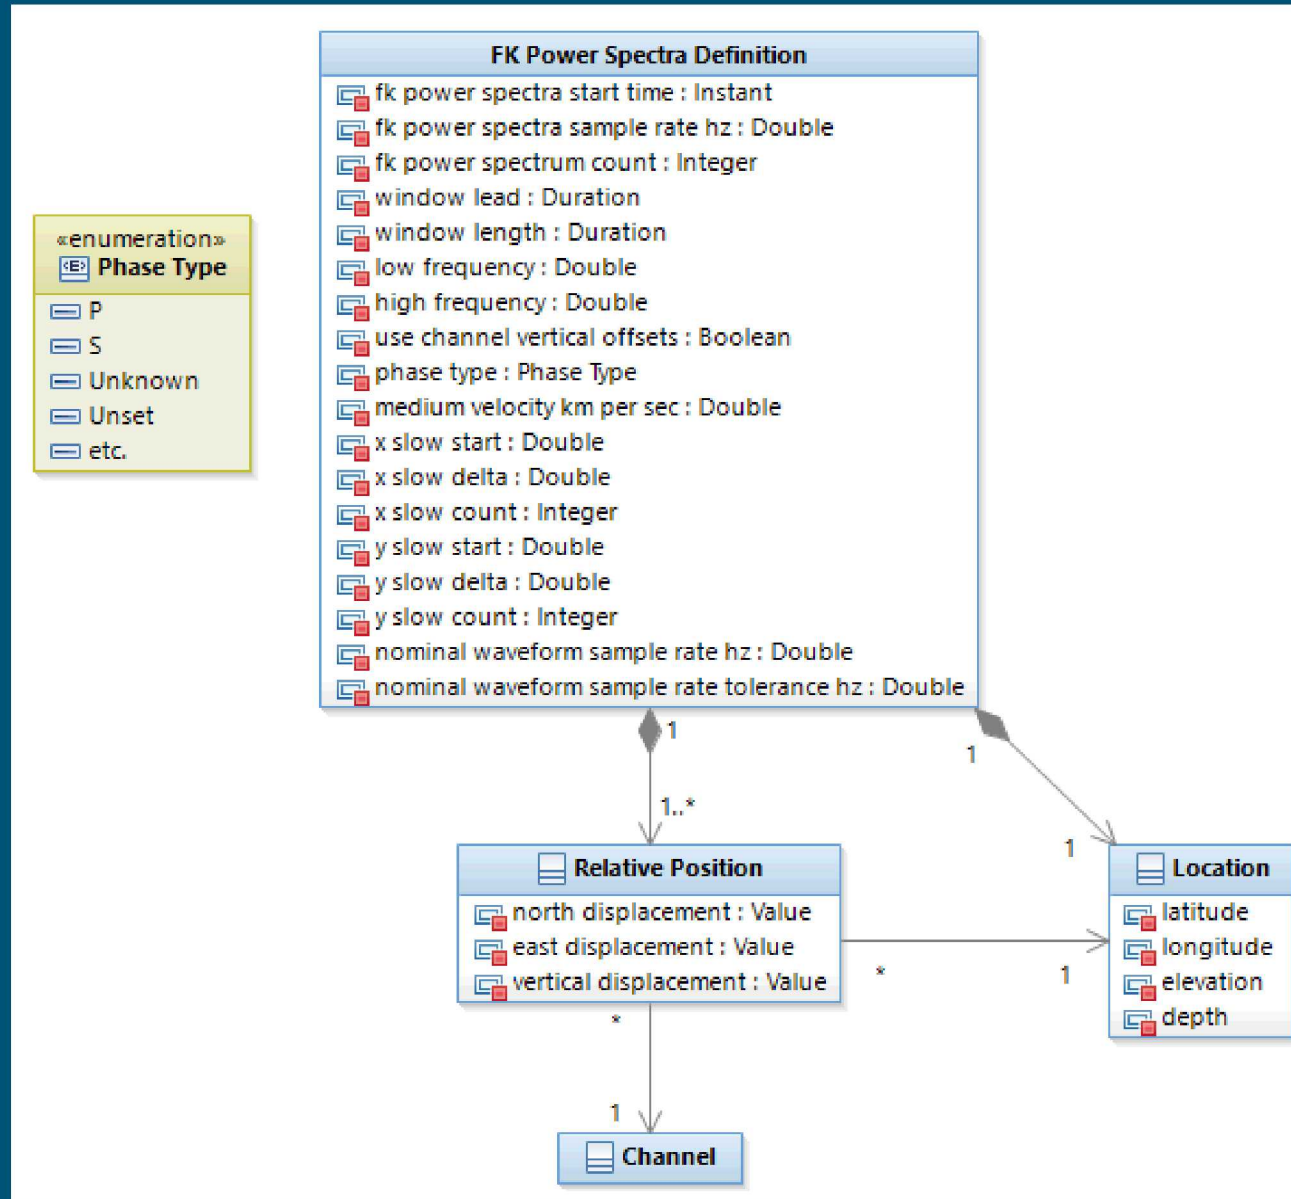 FK Power Spectra Definition
fk power spectra start time : Instant
fk power spectra sample rate hz : Double
fk power spectrum count : Integer
window lead : Duration
window length : Duration
low frequency : Double
high frequency : Double
use channel vertical offsets : Boolean
phase type : Phase Type
medium velocity km per sec : Double
x slow start : Double
x slow delta : Double
x slow count : Integer
y slow start : Double
y slow delta : Double
y slow count : Integer
nominal waveform sample rate hz : Double
nominal waveform sample rate tolerance hz : Double
«enumeration»
<E> Phase Type
P
S
Unknown
Unset
etc.
1
1
1..*
1
Relative Position
north displacement : Value
east displacement : Value
vertical displacement : Value
Location
latitude
longitude
elevation
depth
*
1
*
1
Channel